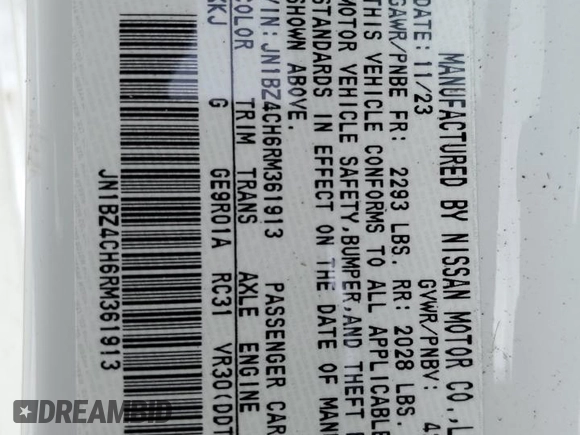 MANUFACTURED BY NISSAN MOTOR CO.,L
DATE: 11/23 GVWR/PNBV:
GAWR/PNBE FR: 2293 LBS. RR: 2028 LBS.
THIS VEHICLE CONFORMS TO ALL APPLICABLE
MOTOR VEHICLE SAFETY,BUMPER,AND THEFT
STANDARDS IN EFFECT ON THE DATE OF MANU
SHOWN ABOVE.
V/N: JN1BZ4CH6RM361913 PASSENGER CAR
COLOR TRIM TRANS AXLE ENGINE
G GE9R01A RC31 VR30(DDT
JN1BZ4CH6RM361913
DREAMBID